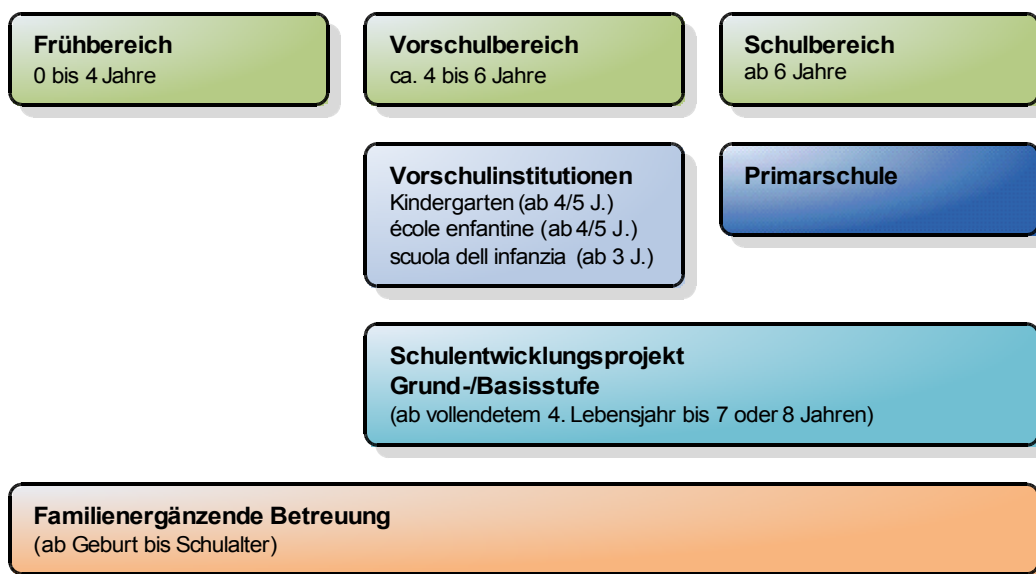 Frühbereich
0 bis 4 Jahre
Vorschulbereich
ca. 4 bis 6 Jahre
Schulbereich
ab 6 Jahre
Vorschulinstitutionen
Kindergarten (ab 4/5 J.)
école enfantine (ab 4/5 J.)
scuola dell infanzia (ab 3 J.)
Primarschule
Schulentwicklungsprojekt
Grund-/Basisstufe
(ab vollendetem 4. Lebensjahr bis 7 oder 8 Jahren)
Familienergänzende Betreuung
(ab Geburt bis Schulalter)